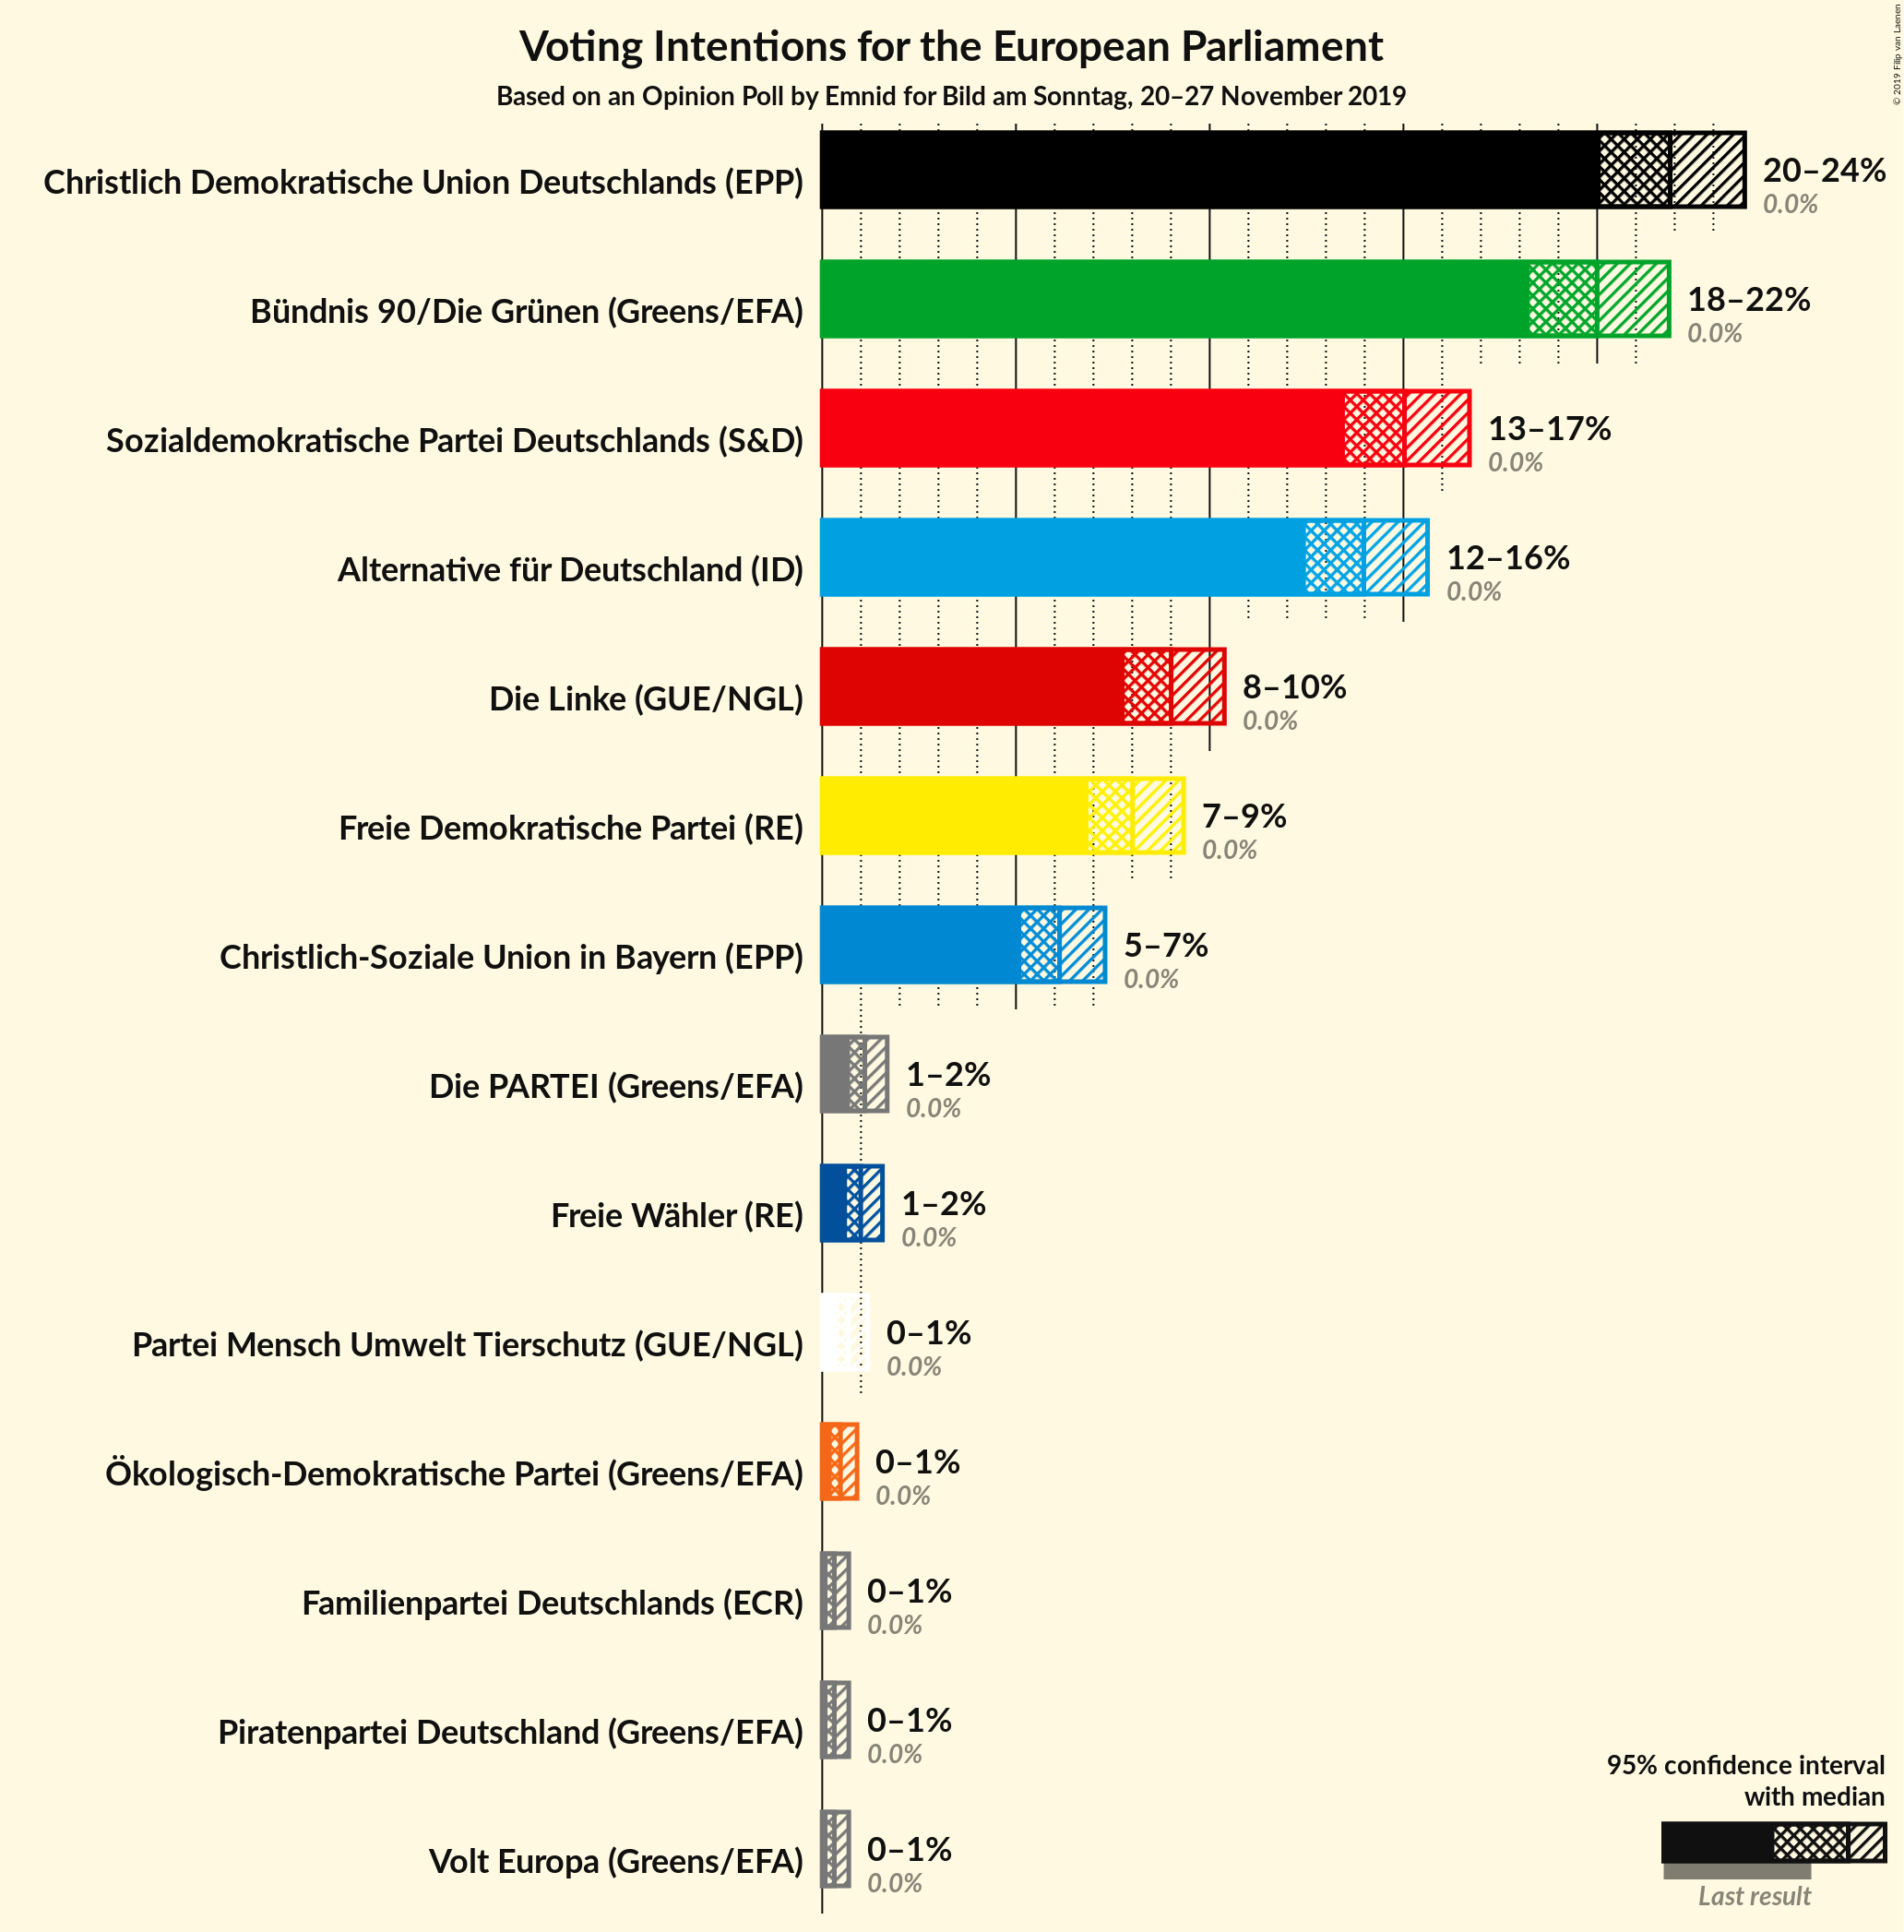 Voting Intentions for the European Parliament
Based on an Opinion Poll by Emnid for Bild am Sonntag, 20–27 November 2019
© 2019 Filip van Laenen
Christlich Demokratische Union Deutschlands (EPP)
20–24%
0.0%
Bündnis 90/Die Grünen (Greens/EFA)
18–22%
0.0%
Sozialdemokratische Partei Deutschlands (S&D)
13–17%
0.0%
Alternative für Deutschland (ID)
12–16%
0.0%
Die Linke (GUE/NGL)
8–10%
0.0%
Freie Demokratische Partei (RE)
7–9%
0.0%
Christlich-Soziale Union in Bayern (EPP)
5–7%
0.0%
Die PARTEI (Greens/EFA)
1–2%
0.0%
Freie Wähler (RE)
1–2%
0.0%
Partei Mensch Umwelt Tierschutz (GUE/NGL)
0–1%
0.0%
Ökologisch-Demokratische Partei (Greens/EFA)
0–1%
0.0%
Familienpartei Deutschlands (ECR)
0–1%
0.0%
Piratenpartei Deutschland (Greens/EFA)
0–1%
0.0%
Volt Europa (Greens/EFA)
0–1%
0.0%
95% confidence interval
with median
Last result